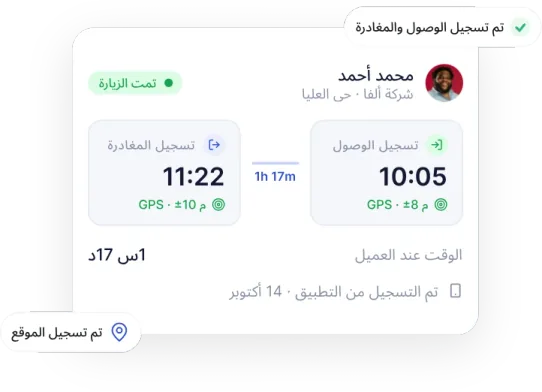 تم تسجيل الوصول والمغادرة
محمد أحمد
شركة ألفا · حي العليا
تمت الزيارة
تسجيل الوصول
10:05
GPS · ±8 م
1h 17m
تسجيل المغادرة
11:22
GPS · ±10 م
الوقت عند العميل
1س 17د
تم التسجيل من التطبيق · 14 أكتوبر
تم تسجيل الموقع